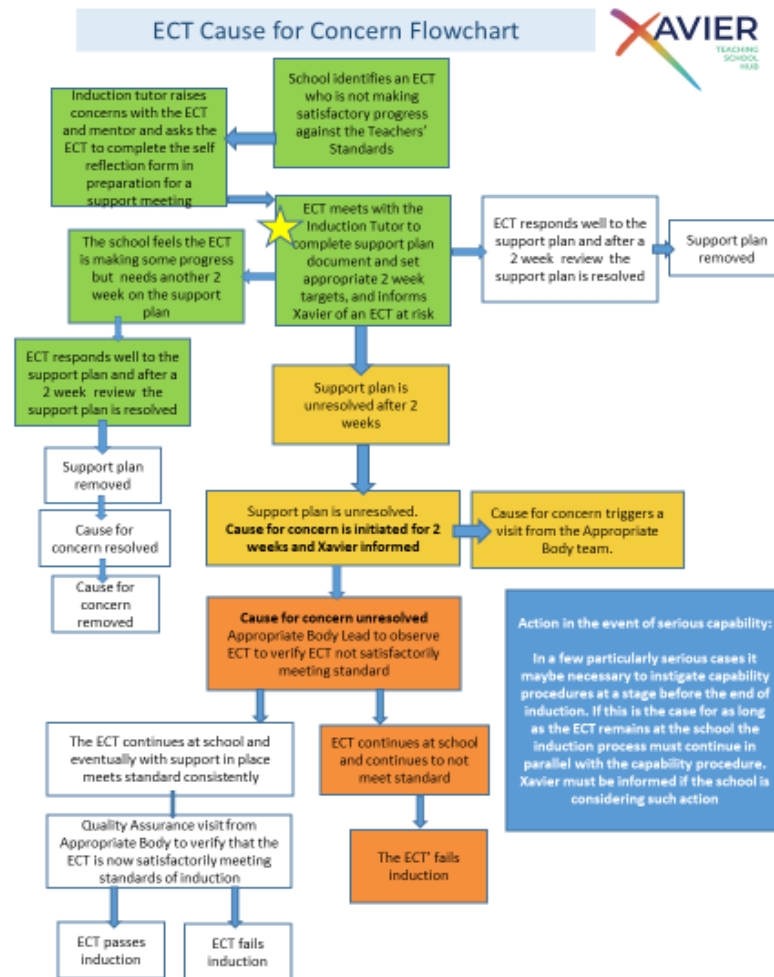 ECT Cause for Concern Flowchart
XAVIER
TEACHING
SCHOOL
HUB
School identifies an ECT
who is not making
satisfactory progress
against the Teachers'
Standards
Induction tutor raises
concerns with the ECT
and mentor and asks the
ECT to complete the self
reflection form in
preparation for a
support meeting
ECT meets with the
Induction Tutor to
complete support plan
document and set
appropriate 2 week
targets, and informs
Xavier of an ECT at risk
ECT responds well to the
support plan and after a
2 week review the
support plan is resolved
Support plan
removed
The school feels the ECT
is making some progress
but needs another 2
week on the support
plan
ECT responds well to the
support plan and after a
2 week review the
support plan is resolved
Support plan
removed
Cause for
concern resolved
Cause for
concern
removed
Support plan is
unresolved after 2
weeks
Support plan is unresolved.
Cause for concern is initiated for 2
weeks and Xavier informed
Cause for concern triggers a
visit from the Appropriate
Body team.
Cause for concern unresolved
Appropriate Body Lead to observe
ECT to verify ECT not satisfactorily
meeting standard
Action in the event of serious capability:
In a few particularly serious cases it
maybe necessary to instigate capability
procedures at a stage before the end of
induction. If this is the case for as long
as the ECT remains at the school the
induction process must continue in
parallel with the capability procedure.
Xavier must be informed if the school is
considering such action
The ECT continues at school and
eventually with support in place
meets standard consistently
ECT continues at school
and continues to not
meet standard
Quality Assurance visit from
Appropriate Body to verify that the
ECT is now satisfactorily meeting
standards of induction
The ECT' fails
induction
ECT passes
induction
ECT fails
induction